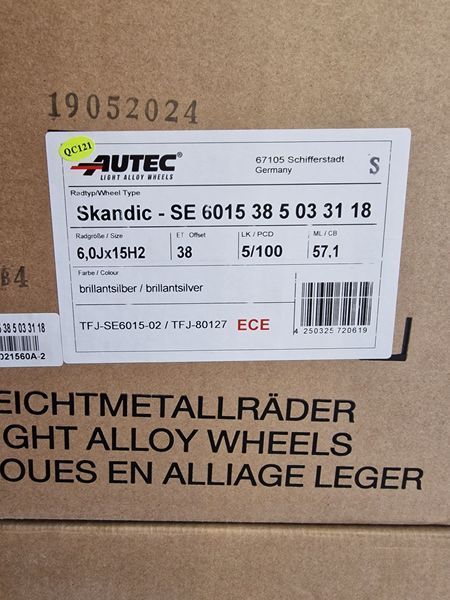 19052024
QC121
AUTEC®
LIGHT ALLOY WHEELS
67105 Schifferstadt
Germany
S
Radtyp/Wheel Type
Skandic - SE 6015 38 5 03 31 18
Radgröße / Size
ET Offset
LK / PCD
ML / CB
6,0Jx15H2
38
5/100
57,1
Farbe / Colour
brillantsilber / brillantsilver
TFJ-SE6015-02 / TFJ-80127 ECE
4 250325 720619
38 5 03 31 18
021560A-2
EICHTMETALLRÄDER
GHT ALLOY WHEELS
OUES EN ALLIAGE LEGER